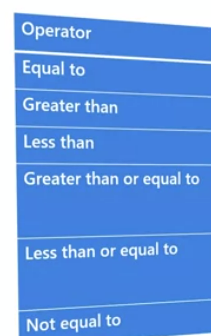 Operator
Equal to
Greater than
Less than
Greater than or equal to
Less than or equal to
Not equal to